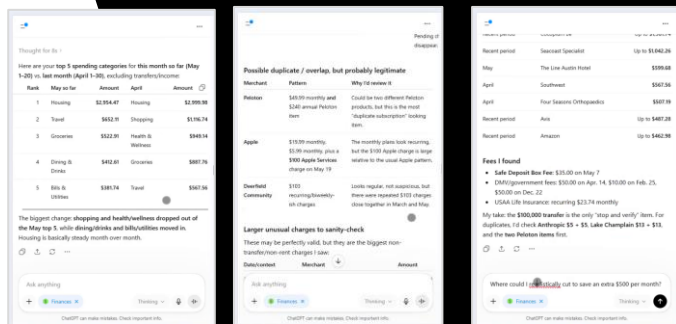 Thought for 8s
Here are your top 5 spending categories for this month so far (May
1–20) vs. last month (April 1–30), excluding transfers/income:
Rank May so far Amount April Amount
1 Housing $2,954.47 Housing $2,999.98
2 Travel $652.11 Shopping $1,116.74
3 Groceries $522.91 Health & Wellness $949.14
4 Dining & Drinks $412.61 Groceries $887.76
5 Bills & Utilities $381.74 Travel $567.56
The biggest change: shopping and health/wellness dropped out of
the May top 5, while dining/drinks and bills/utilities moved in.
Housing is basically steady month over month.
Ask anything
Finances
Thinking
ChatGPT can make mistakes. Check important info.
Pending ch
disappear.
Possible duplicate / overlap, but probably legitimate
Merchant Pattern Why I'd review it
Peloton $49.99 monthly and $240 annual Peloton item Could be two different Peloton products, but this is the most "duplicate subscription" looking item.
Apple $19.99 monthly, $5.99 monthly, plus a $100 Apple Services charge on May 19 The monthly plans look recurring, but the $100 Apple charge is large relative to the usual Apple pattern.
Overfield Community $103 recurring/biweekly-ish charges Looks regular, not suspicious, but there were repeated $103 charges close together in March and May.
Larger unusual charges to sanity-check
These may be perfectly valid, but they are the biggest non-
transfer/non-rent charges I saw:
Date/context Merchant Amount
Ask anything
Finances
Thinking
ChatGPT can make mistakes. Check important info.
Recent period Seacoast Specialist Up to $1,042.26
May The Line Austin Hotel $599.68
April Southwest $567.56
April Four Seasons Orthopaedics $507.19
Recent period Avis Up to $487.28
Recent period Amazon Up to $462.98
Fees I found
• Safe Deposit Box Fee: $35.00 on May 7
• DMV/government fees: $50.00 on Apr. 14, $10.00 on Feb. 25,
$50.00 on Dec. 22
• USAA Life Insurance: recurring $23.74 monthly
My take: the $100,000 transfer is the only "stop and verify" item. For
duplicates, I'd check Anthropic $5 + $5, Lake Champlain $13 + $13,
and the two Peloton items first.
Where could I realistically cut to save an extra $500 per month?
Finances
Thinking
ChatGPT can make mistakes. Check important info.